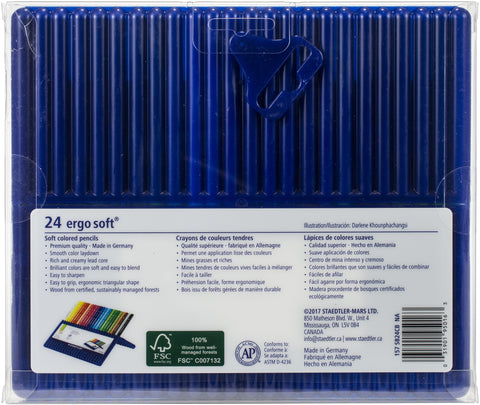 24 ergo soft®
Illustration/Illustración: Darlene Khounphachangsi
Soft colored pencils
• Premium quality - Made in Germany
• Smooth color laydown
• Rich and creamy lead core
• Brilliant colors are soft and easy to blend
• Easy to sharpen
• Easy to grip, ergonomic triangular shape
• Wood from certified, sustainably managed forests
Crayons de couleurs tendres
• Qualité supérieure - fabriqué en Allemagne
• Permet une application lisse des couleurs
• Mines grasses et riches
• Mines tendres de couleurs vives faciles à mélanger
• Facile à tailler
• Préhension facile, forme ergonomique
• Bois issu de forêts gérées de manière durable
Lápices de colores suaves
• Calidad superior - Hecho en Alemania
• Suave aplicación de colores
• Centro de mina intenso y cremoso
• Colores brillantes que son suaves y fáciles de combinar
• Fáciles de afilar
• Fácil de agarrar, forma ergonómica
• Madera procedente de bosques certificados ecológicamente
FSC
www.fsc.org
100%
Wood from well-managed forests
FSC® C007132
AP
Conforms to
Conforme à
Se adapta a
ASTM D-4236
©2017 STAEDTLER-MARS LTD.
850 Matheson Blvd. W., Unit 4
Mississauga, ON L5V 0B4
CANADA
info@staedtler.ca | staedtler.ca
Made in Germany
Fabriqué en Allemagne
Hecho en Alemania
157 SB24CB NA